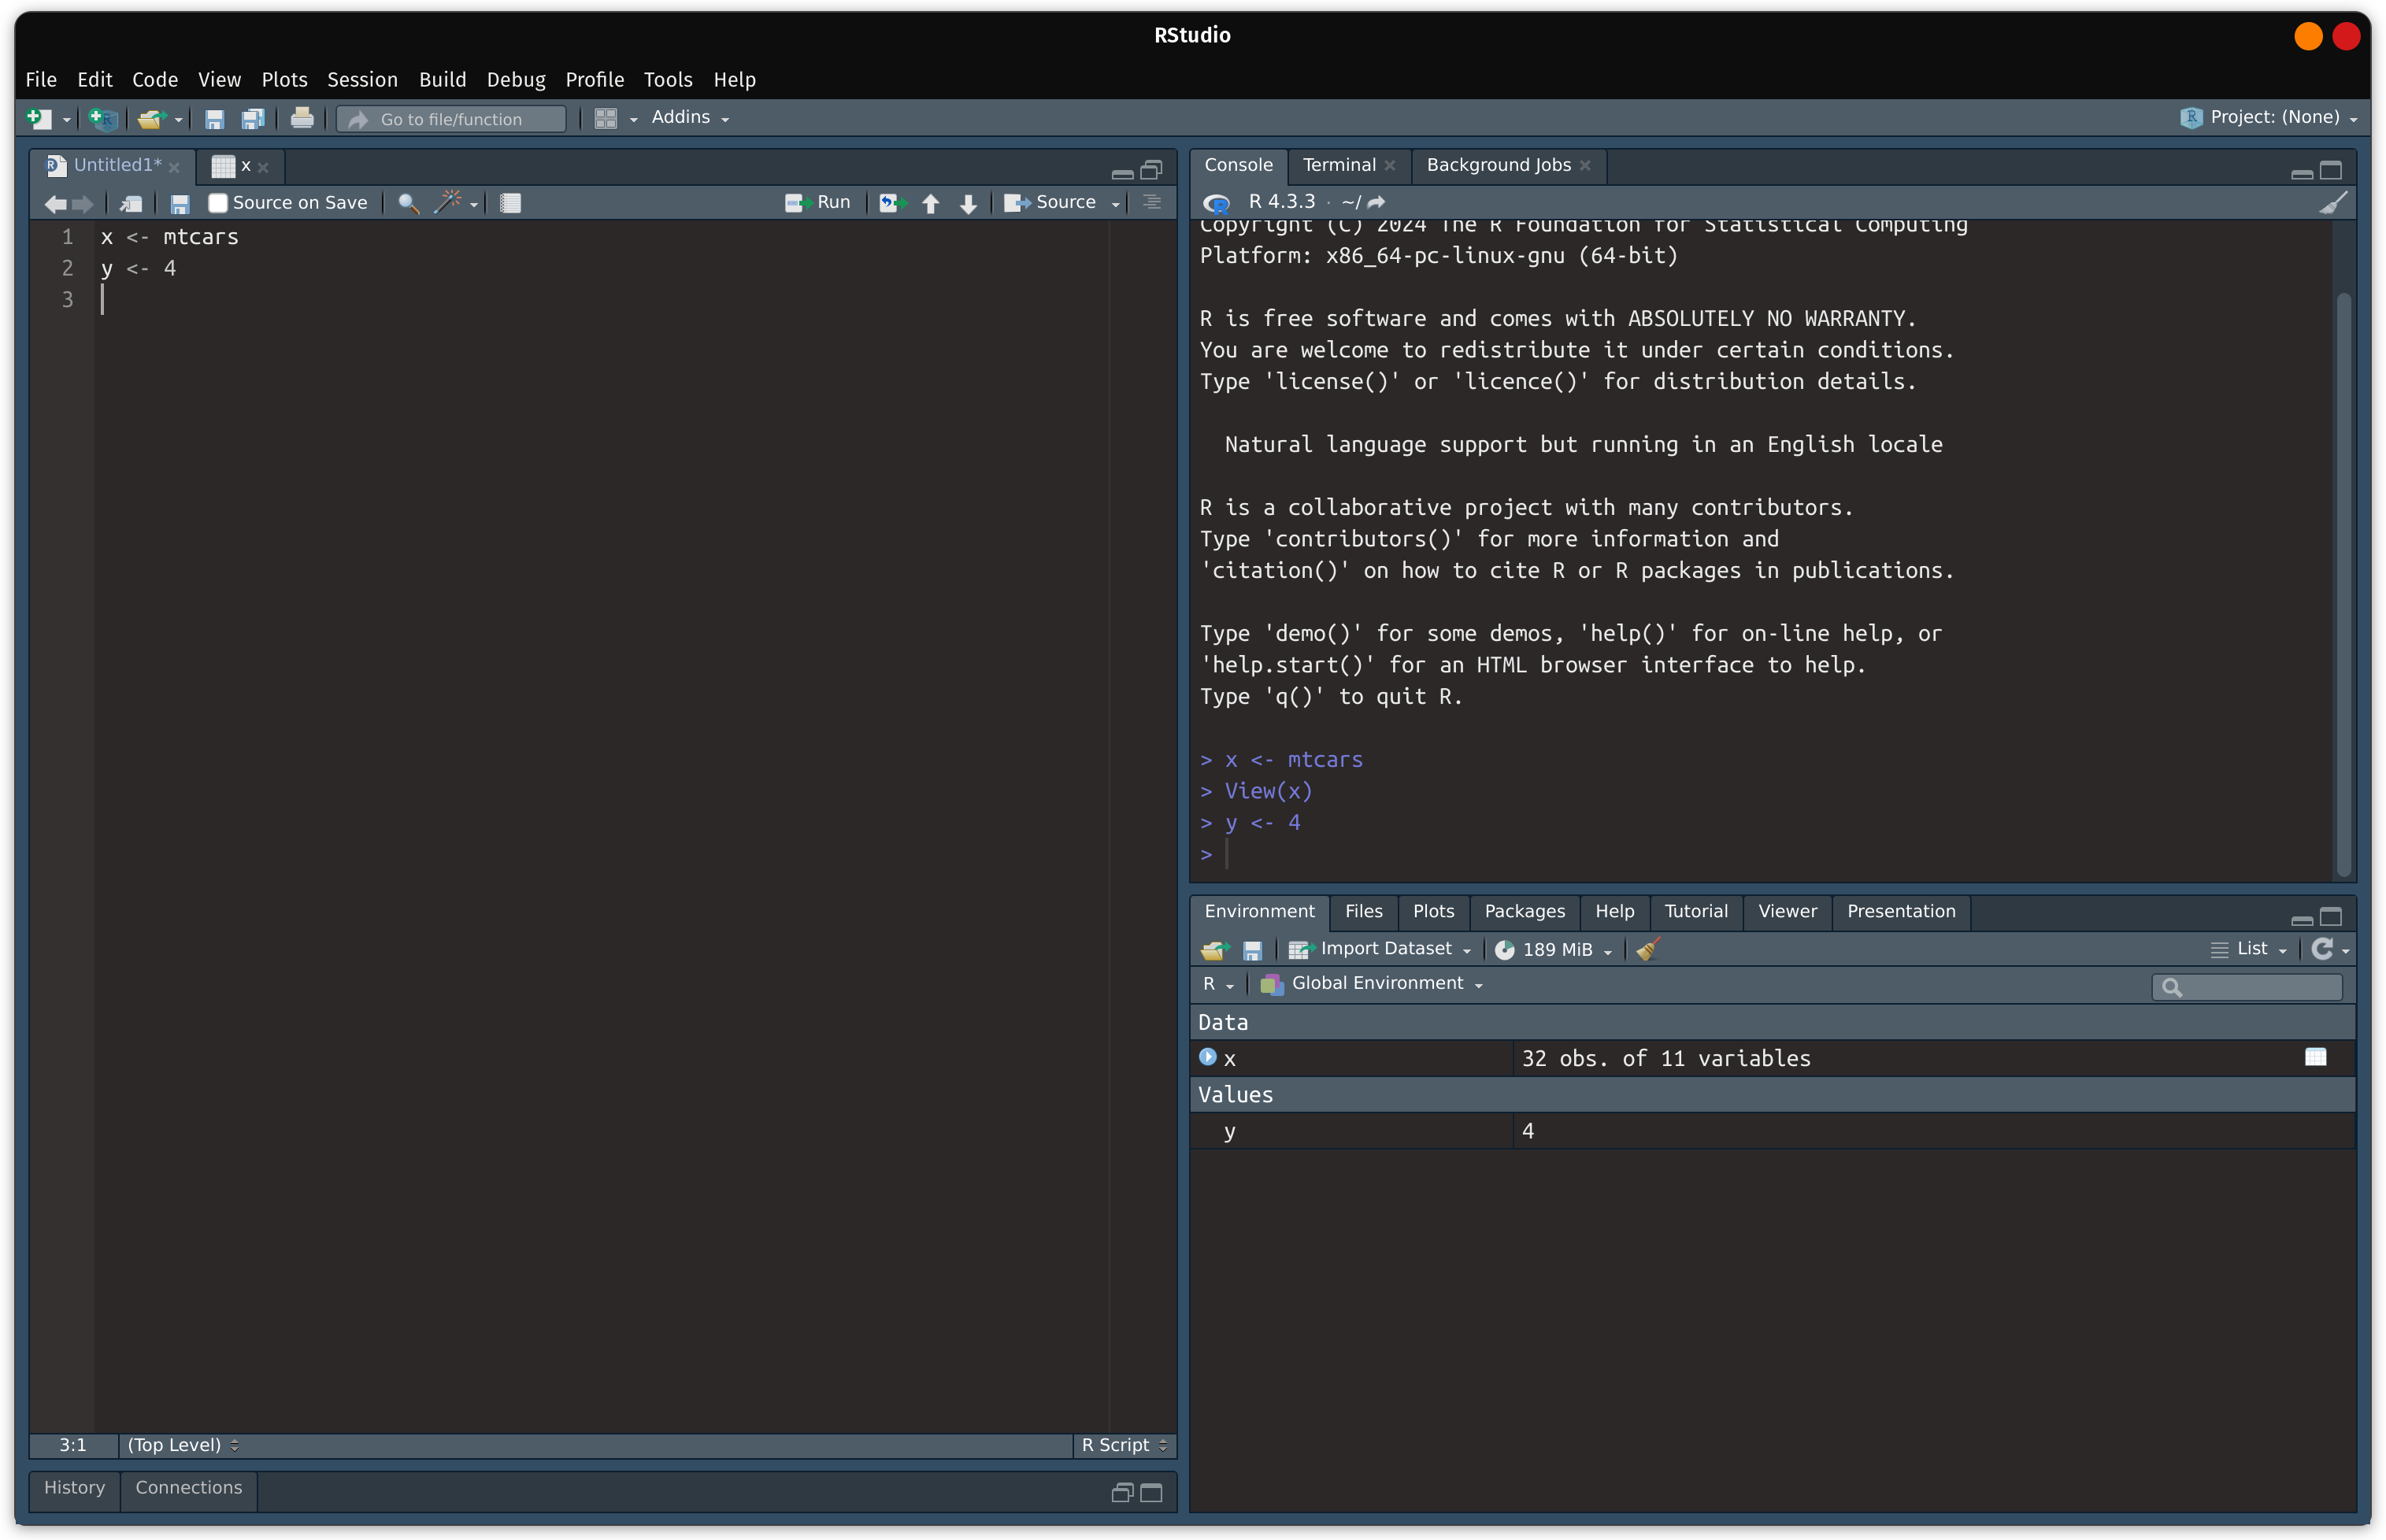 RStudio
File Edit Code View Plots Session Build Debug Profile Tools Help
Go to file/function Addins Project: (None)
Untitled1* x
Source on Save Run Source
1 x <- mtcars
2 y <- 4
3
3:1 (Top Level) R Script
History Connections
Console Terminal Background Jobs
R 4.3.3 · ~/
Copyright (C) 2024 The R Foundation for Statistical Computing
Platform: x86_64-pc-linux-gnu (64-bit)
R is free software and comes with ABSOLUTELY NO WARRANTY.
You are welcome to redistribute it under certain conditions.
Type 'license()' or 'licence()' for distribution details.
Natural language support but running in an English locale
R is a collaborative project with many contributors.
Type 'contributors()' for more information and
'citation()' on how to cite R or R packages in publications.
Type 'demo()' for some demos, 'help()' for on-line help, or
'help.start()' for an HTML browser interface to help.
Type 'q()' to quit R.
> x <- mtcars
> View(x)
> y <- 4
>
Environment Files Plots Packages Help Tutorial Viewer Presentation
Import Dataset 189 MiB List
R Global Environment
Data
x 32 obs. of 11 variables
Values
y 4